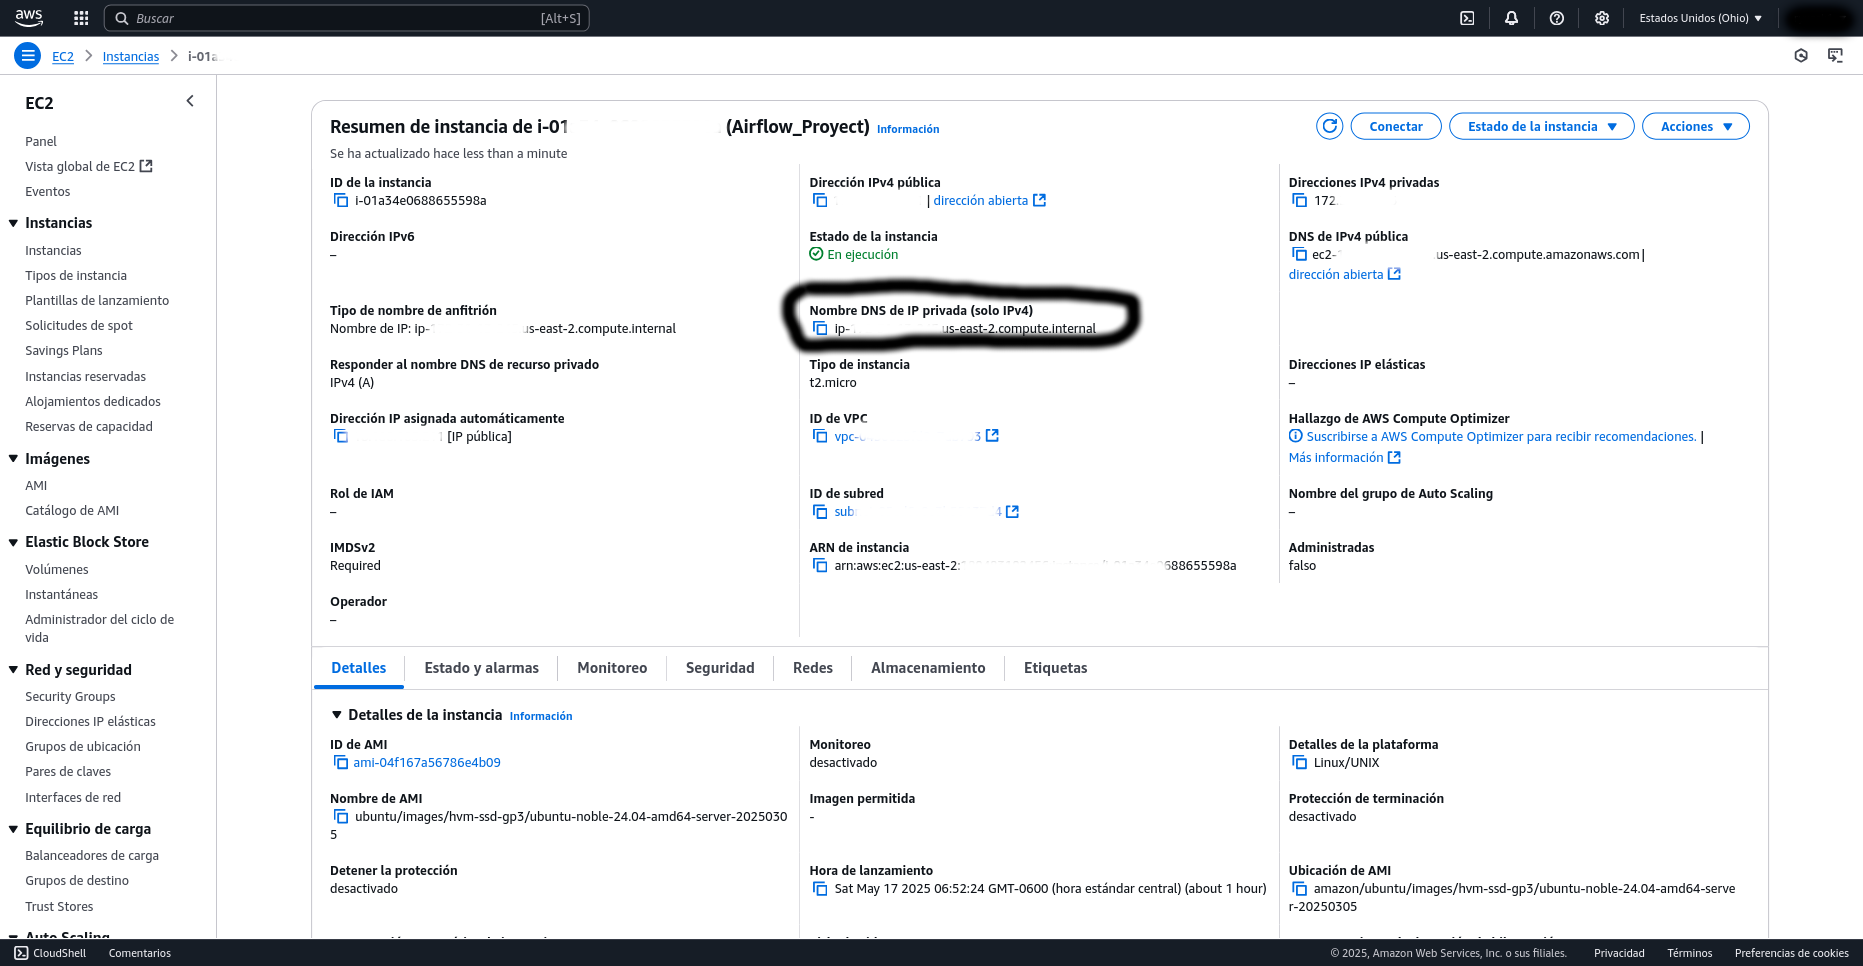 aws
Buscar
[Alt+S]
Estados Unidos (Ohio)
EC2
Instancias
i-01a
EC2
Panel
Vista global de EC2
Eventos
Instancias
Instancias
Tipos de instancia
Plantillas de lanzamiento
Solicitudes de spot
Savings Plans
Instancias reservadas
Alojamientos dedicados
Reservas de capacidad
Imágenes
AMI
Catálogo de AMI
Elastic Block Store
Volúmenes
Instantáneas
Administrador del ciclo de
vida
Red y seguridad
Security Groups
Direcciones IP elásticas
Grupos de ubicación
Pares de claves
Interfaces de red
Equilibrio de carga
Balanceadores de carga
Grupos de destino
Trust Stores
Auto Scaling
Resumen de instancia de i-01 (Airflow_Proyect) Información
Se ha actualizado hace less than a minute
Conectar
Estado de la instancia
Acciones
ID de la instancia
i-01a34e0688655598a
Dirección IPv4 pública
| dirección abierta
Direcciones IPv4 privadas
172.
Dirección IPv6
–
Estado de la instancia
En ejecución
DNS de IPv4 pública
ec2- us-east-2.compute.amazonaws.com |
dirección abierta
Tipo de nombre de anfitrión
Nombre de IP: ip- us-east-2.compute.internal
Nombre DNS de IP privada (solo IPv4)
ip- us-east-2.compute.internal
Responder al nombre DNS de recurso privado
IPv4 (A)
Tipo de instancia
t2.micro
Direcciones IP elásticas
–
Dirección IP asignada automáticamente
[IP pública]
ID de VPC
vpc- 3
Hallazgo de AWS Compute Optimizer
Suscribirse a AWS Compute Optimizer para recibir recomendaciones. |
Más información
Rol de IAM
–
ID de subred
sub 4
Nombre del grupo de Auto Scaling
–
IMDSv2
Required
ARN de instancia
arn:aws:ec2:us-east-2: 688655598a
Administradas
falso
Operador
–
Detalles
Estado y alarmas
Monitoreo
Seguridad
Redes
Almacenamiento
Etiquetas
Detalles de la instancia Información
ID de AMI
ami-04f167a56786e4b09
Monitoreo
desactivado
Detalles de la plataforma
Linux/UNIX
Nombre de AMI
ubuntu/images/hvm-ssd-gp3/ubuntu-noble-24.04-amd64-server-2025030
5
Imagen permitida
-
Protección de terminación
desactivado
Detener la protección
desactivado
Hora de lanzamiento
Sat May 17 2025 06:52:24 GMT-0600 (hora estándar central) (about 1 hour)
Ubicación de AMI
amazon/ubuntu/images/hvm-ssd-gp3/ubuntu-noble-24.04-amd64-serve
r-20250305
CloudShell
Comentarios
© 2025, Amazon Web Services, Inc. o sus filiales.
Privacidad
Términos
Preferencias de cookies